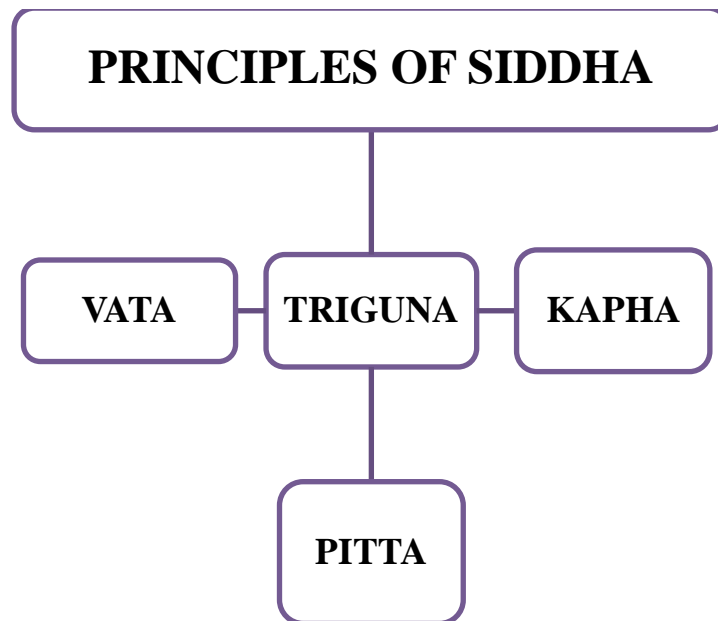 PRINCIPLES OF SIDDHA
VATA
TRIGUNA
KAPHA
PITTA